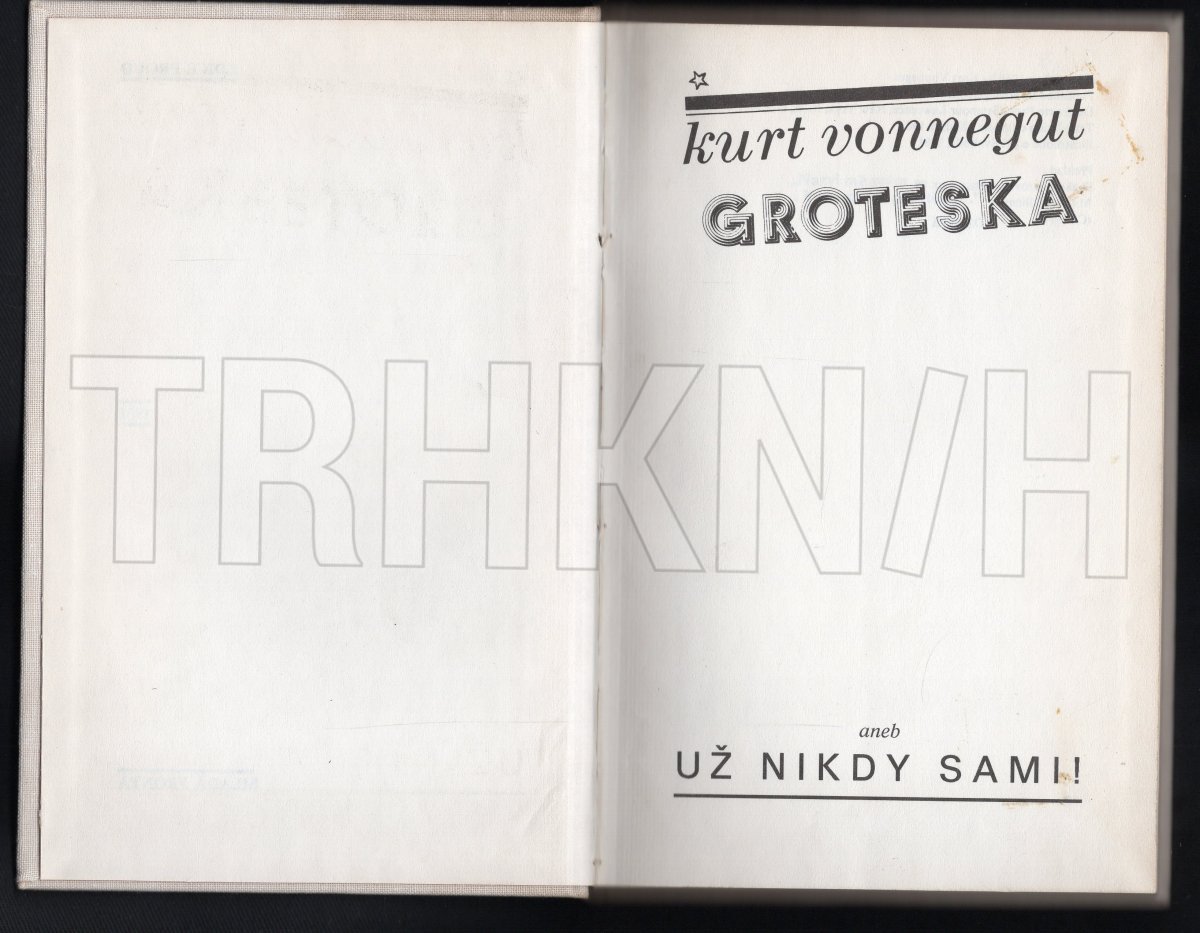 kurt vonnegut
GROTESKA
TRHKN/H
aneb
UŽ NIKDY SAMI!